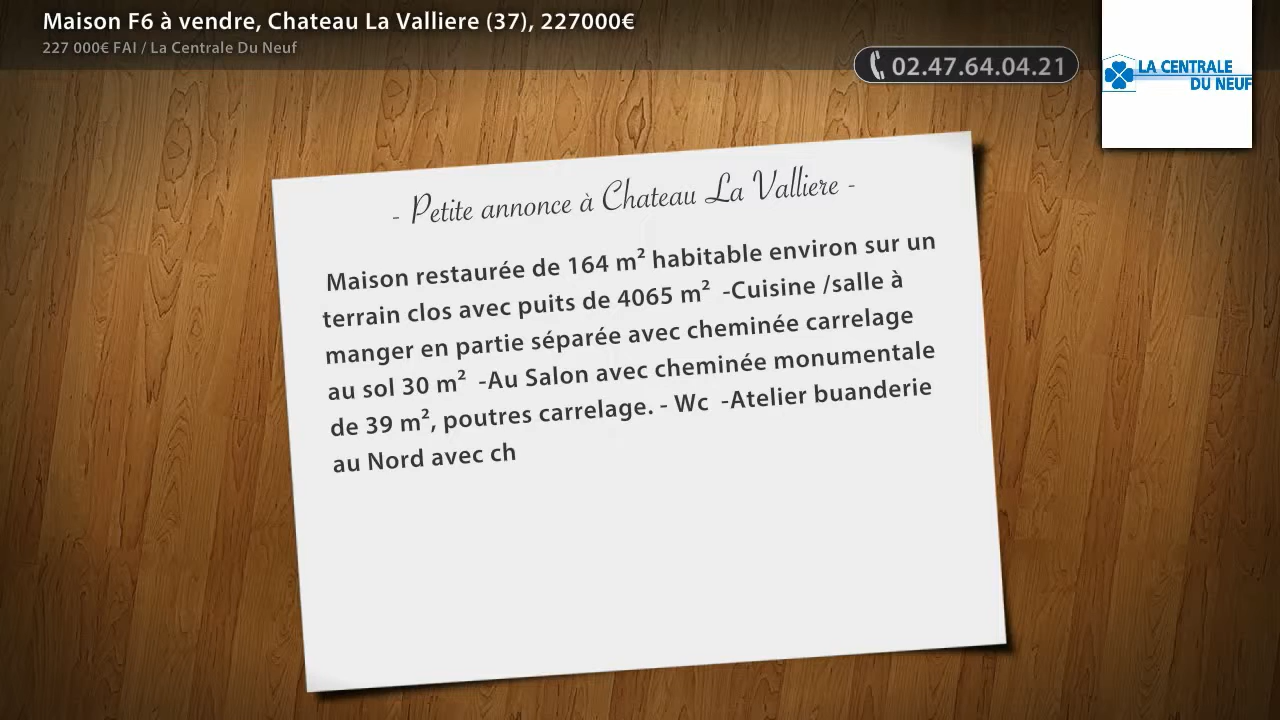 Maison F6 à vendre, Chateau La Valliere (37), 227000€
227 000€ FAI / La Centrale Du Neuf
02.47.64.04.21
LA CENTRALE
DU NEUF
- Petite annonce à Chateau La Valliere -
Maison restaurée de 164 m² habitable environ sur un
terrain clos avec puits de 4065 m² -Cuisine /salle à
manger en partie séparée avec cheminée carrelage
au sol 30 m² -Au Salon avec cheminée monumentale
de 39 m², poutres carrelage. - Wc -Atelier buanderie
au Nord avec ch